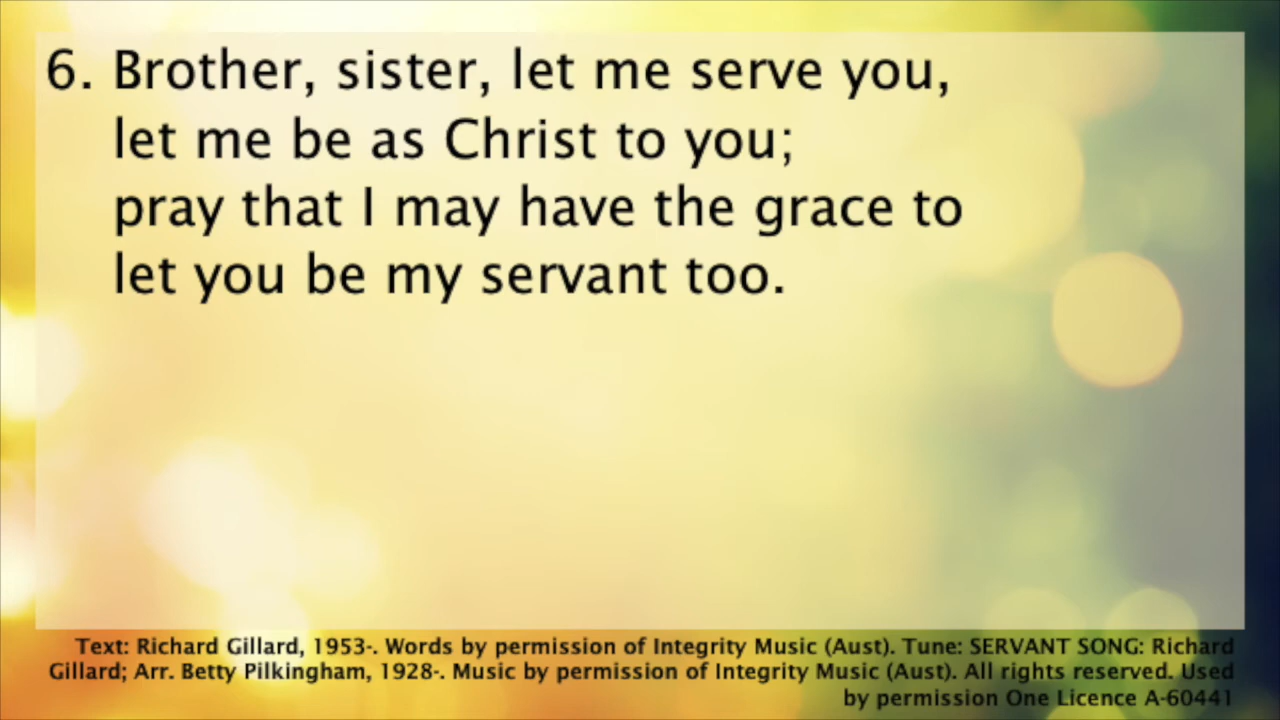 6. Brother, sister, let me serve you,
let me be as Christ to you;
pray that I may have the grace to
let you be my servant too.
Text: Richard Gillard, 1953-. Words by permission of Integrity Music (Aust). Tune: SERVANT SONG: Richard
Gillard; Arr. Betty Pilkingham, 1928-. Music by permission of Integrity Music (Aust). All rights reserved. Used
by permission One Licence A-60441